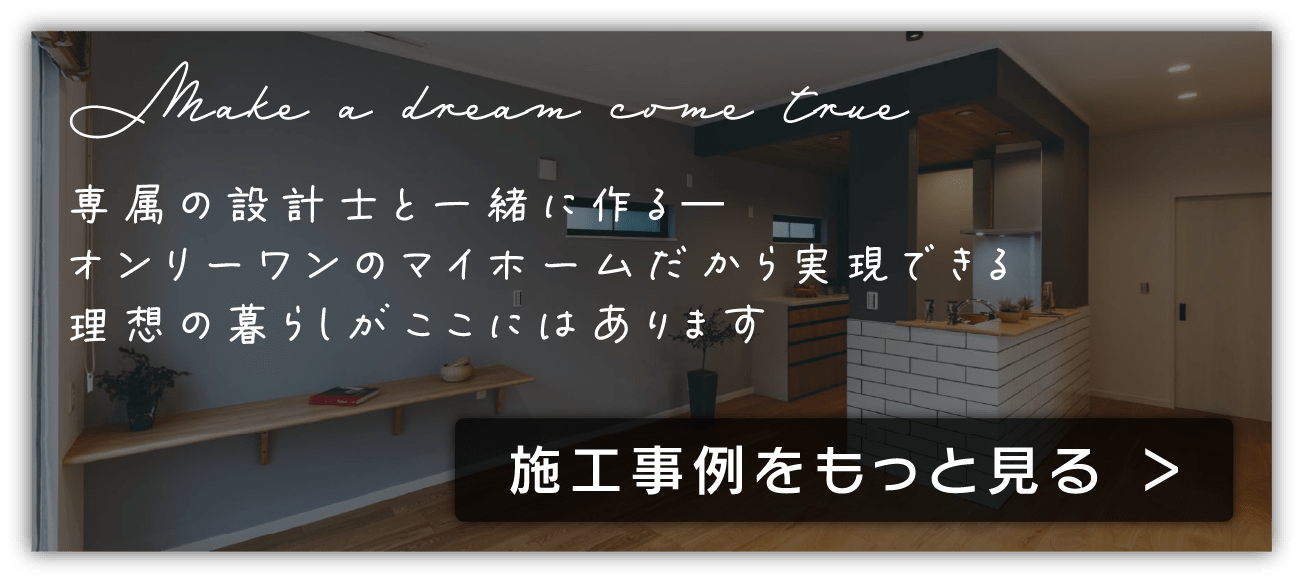 Make a dream come true
専属の設計士と一緒に作る―
オンリーワンのマイホームだから実現できる
理想の暮らしがここにはあります
施工事例をもっと見る >